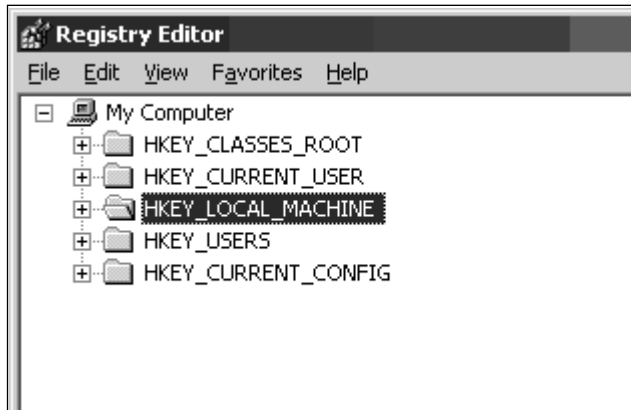 Registry Editor
File Edit View Favorites Help
My Computer
HKEY_CLASSES_ROOT
HKEY_CURRENT_USER
HKEY_LOCAL_MACHINE
HKEY_USERS
HKEY_CURRENT_CONFIG